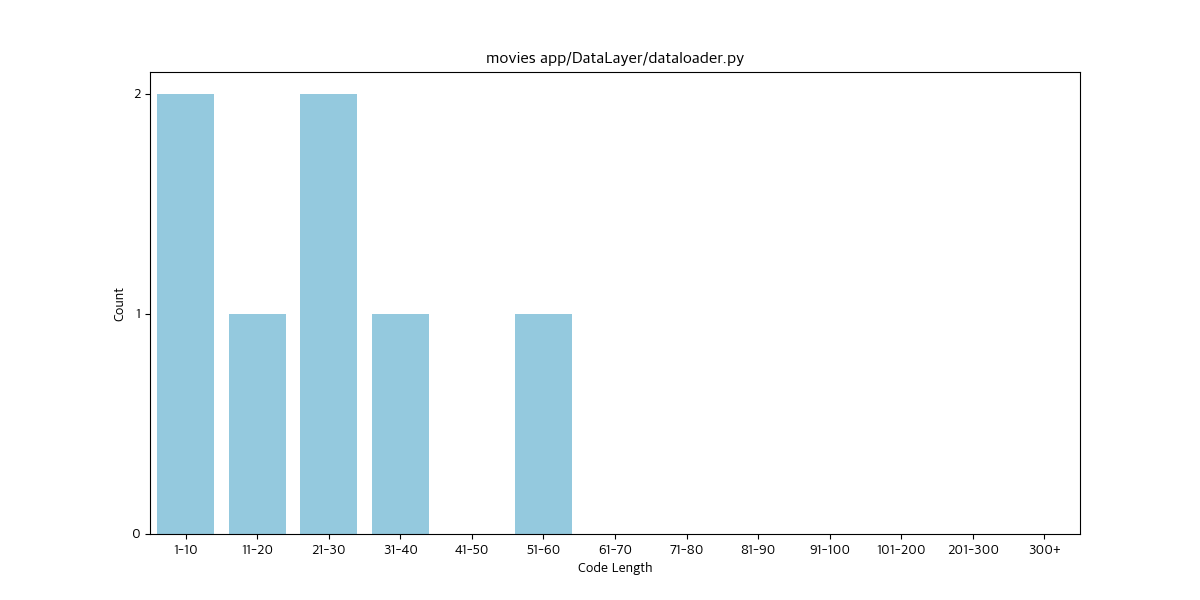 movies app/DataLayer/dataloader.py
2
1
0
Count
1-10 11-20 21-30 31-40 41-50 51-60 61-70 71-80 81-90 91-100 101-200 201-300 300+
Code Length